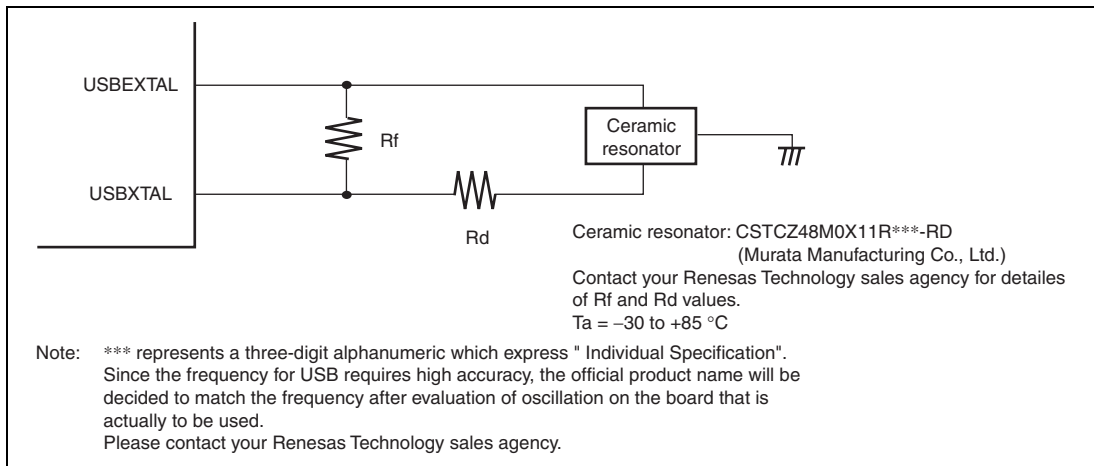 USBEXTAL
Rf
Ceramic
resonator
USBXTAL
Rd
Ceramic resonator: CSTCZ48M0X11R***-RD
(Murata Manufacturing Co., Ltd.)
Contact your Renesas Technology sales agency for detailes
of Rf and Rd values.
Ta = −30 to +85 °C
Note: *** represents a three-digit alphanumeric which express " Individual Specification".
Since the frequency for USB requires high accuracy, the official product name will be
decided to match the frequency after evaluation of oscillation on the board that is
actually to be used.
Please contact your Renesas Technology sales agency.